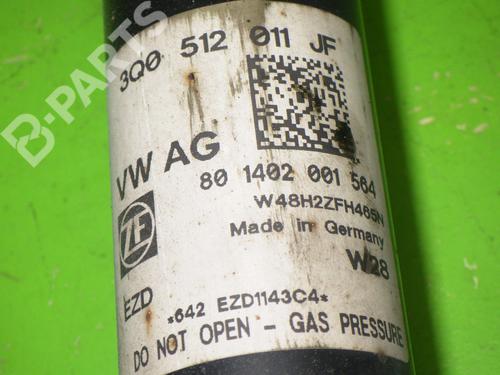 3Q0 512 011 JF
VW AG
80 1402 001 564
W48H2ZFH465N
Made in Germany
W28
ZF
EZD
*642 EZD1143C4*
DO NOT OPEN - GAS PRESSURE
B-PARTS